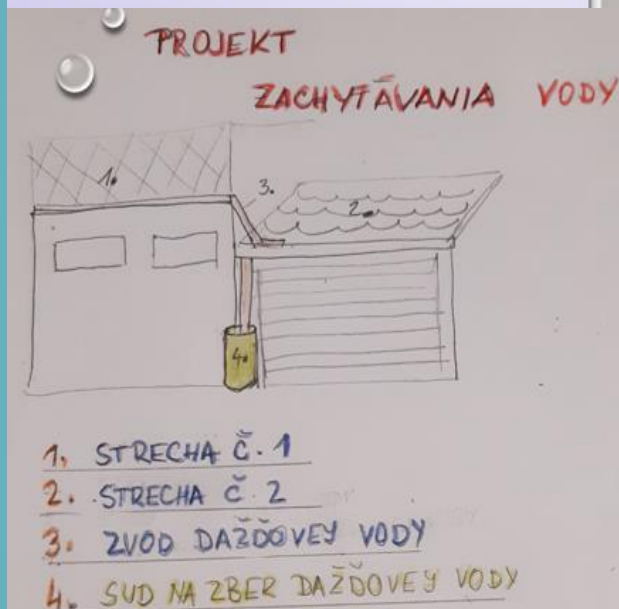 PROJEKT
ZACHYTÁVANIA VODY
1.
3.
2.
4.
1. STRECHA Č. 1
2. STRECHA Č. 2
3. ZVOD DAŽĎOVEJ VODY
4. SUD NA ZBER DAŽĎOVEJ VODY